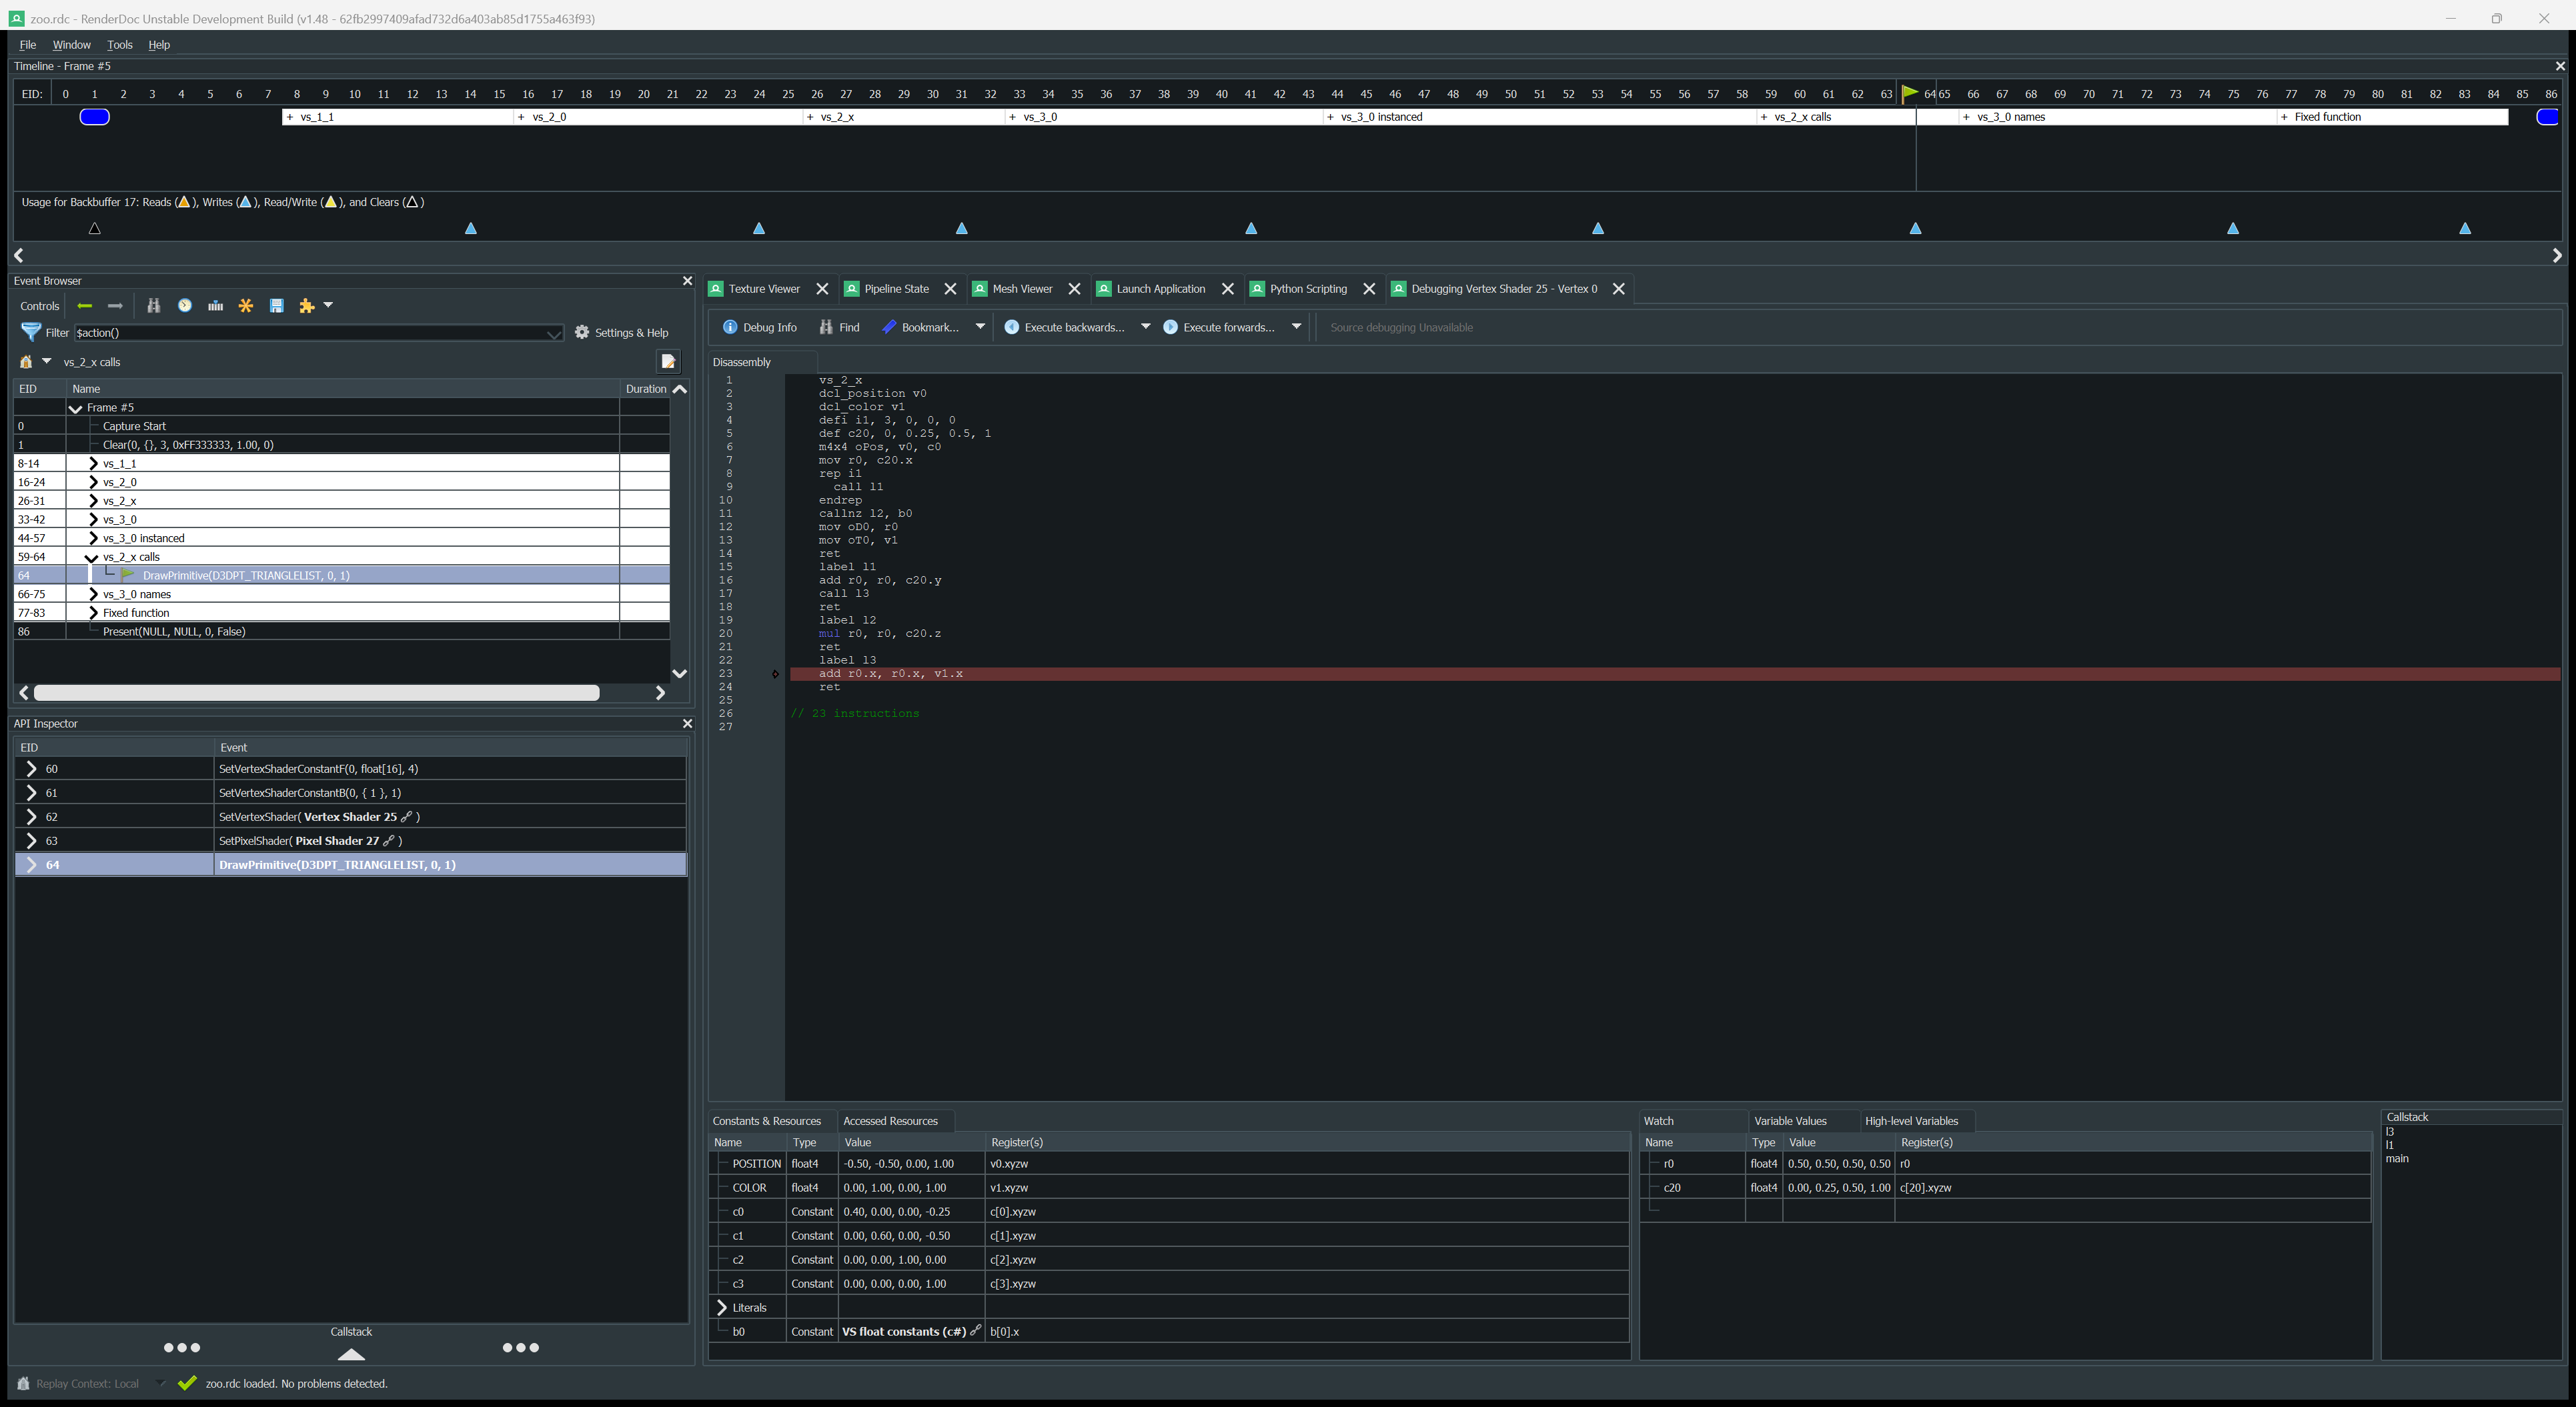 zoo.rdc - RenderDoc Unstable Development Build (v1.48 - 62fb2997409afad732d6a403ab85d1755a463f93)
File Window Tools Help
Timeline - Frame #5
EID: 0 1 2 3 4 5 6 7 8 9 10 11 12 13 14 15 16 17 18 19 20 21 22 23 24 25 26 27 28 29 30 31 32 33 34 35 36 37 38 39 40 41 42 43 44 45 46 47 48 49 50 51 52 53 54 55 56 57 58 59 60 61 62 63 64 65 66 67 68 69 70 71 72 73 74 75 76 77 78 79 80 81 82 83 84 85 86
+ vs_1_1 + vs_2_0 + vs_2_x + vs_3_0 + vs_3_0 instanced + vs_2_x calls + vs_3_0 names + Fixed function
Usage for Backbuffer 17: Reads ( ), Writes ( ), Read/Write ( ), and Clears ( )
Event Browser
Controls
Filter $action() Settings & Help
vs_2_x calls
EID Name Duration
Frame #5
0 Capture Start
1 Clear(0, {}, 3, 0xFF333333, 1.00, 0)
8-14 vs_1_1
16-24 vs_2_0
26-31 vs_2_x
33-42 vs_3_0
44-57 vs_3_0 instanced
59-64 vs_2_x calls
64 DrawPrimitive(D3DPT_TRIANGLELIST, 0, 1)
66-75 vs_3_0 names
77-83 Fixed function
86 Present(NULL, NULL, 0, False)
API Inspector
EID Event
60 SetVertexShaderConstantF(0, float[16], 4)
61 SetVertexShaderConstantB(0, { 1 }, 1)
62 SetVertexShader( Vertex Shader 25 )
63 SetPixelShader( Pixel Shader 27 )
64 DrawPrimitive(D3DPT_TRIANGLELIST, 0, 1)
Callstack
Texture Viewer Pipeline State Mesh Viewer Launch Application Python Scripting Debugging Vertex Shader 25 - Vertex 0
Debug Info Find Bookmark... Execute backwards... Execute forwards... Source debugging Unavailable
Disassembly
1 vs_2_x
2 dcl_position v0
3 dcl_color v1
4 defi i1, 3, 0, 0, 0
5 def c20, 0, 0.25, 0.5, 1
6 m4x4 oPos, v0, c0
7 mov r0, c20.x
8 rep i1
9 call l1
10 endrep
11 callnz l2, b0
12 mov oD0, r0
13 mov oT0, v1
14 ret
15 label l1
16 add r0, r0, c20.y
17 call l3
18 ret
19 label l2
20 mul r0, r0, c20.z
21 ret
22 label l3
23 add r0.x, r0.x, v1.x
24 ret
25
26 // 23 instructions
27
Constants & Resources Accessed Resources
Name Type Value Register(s)
POSITION float4 -0.50, -0.50, 0.00, 1.00 v0.xyzw
COLOR float4 0.00, 1.00, 0.00, 1.00 v1.xyzw
c0 Constant 0.40, 0.00, 0.00, -0.25 c[0].xyzw
c1 Constant 0.00, 0.60, 0.00, -0.50 c[1].xyzw
c2 Constant 0.00, 0.00, 1.00, 0.00 c[2].xyzw
c3 Constant 0.00, 0.00, 0.00, 1.00 c[3].xyzw
Literals
b0 Constant VS float constants (c#) b[0].x
Watch Variable Values High-level Variables
Name Type Value Register(s)
r0 float4 0.50, 0.50, 0.50, 0.50 r0
c20 float4 0.00, 0.25, 0.50, 1.00 c[20].xyzw
Callstack
l3
l1
main
Replay Context: Local zoo.rdc loaded. No problems detected.